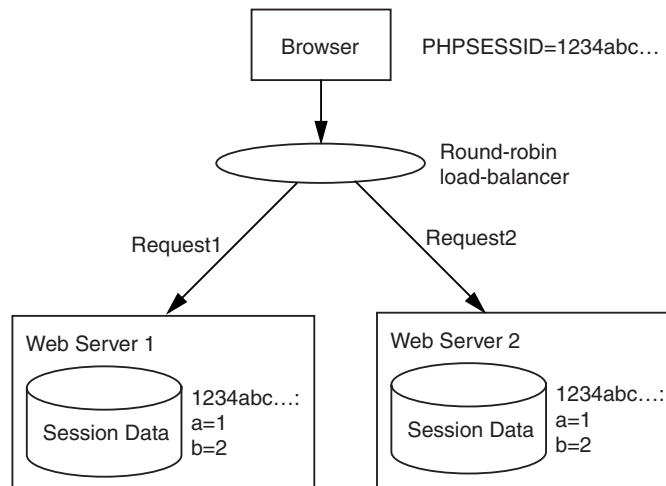 Browser
PHPSESSID=1234abc…
Round-robin
load-balancer
Request1
Request2
Web Server 1
Session Data
1234abc…:
a=1
b=2
Web Server 2
Session Data
1234abc…:
a=1
b=2